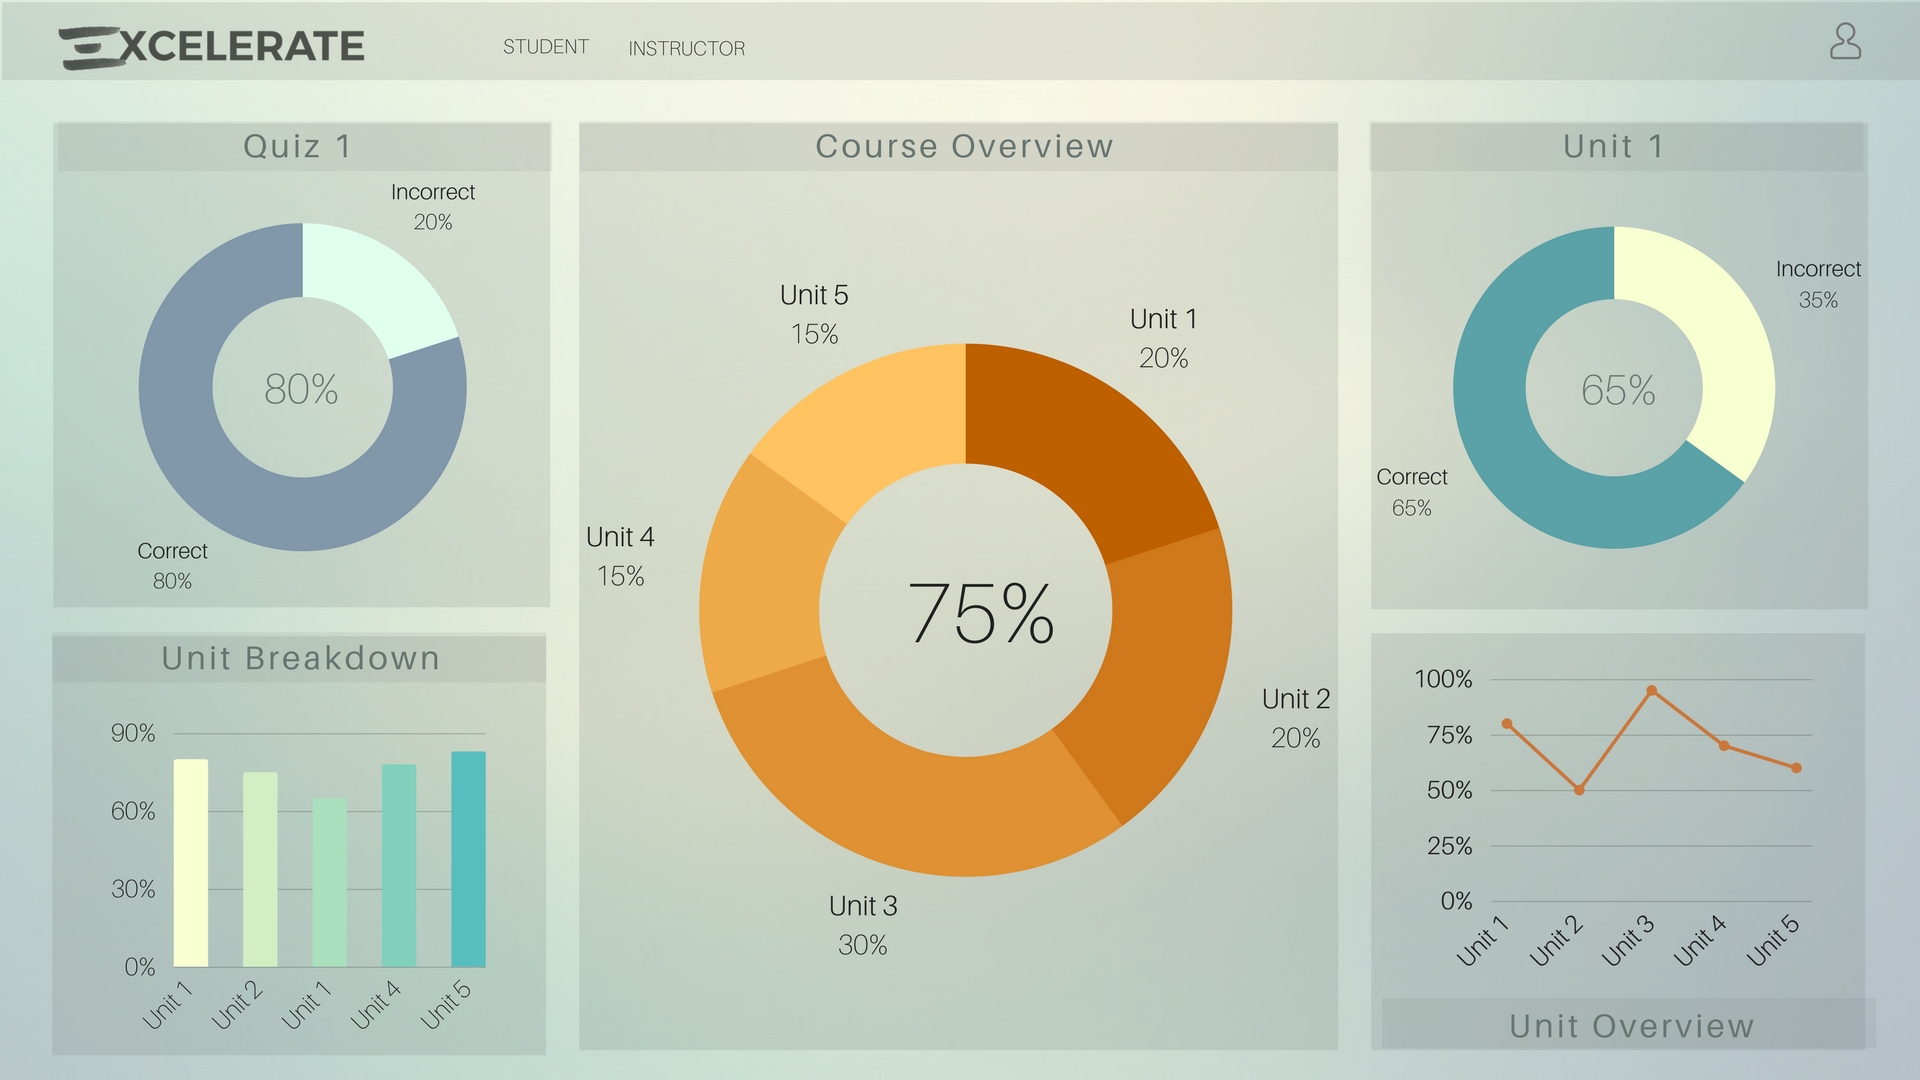 EXCELERATE
STUDENT
INSTRUCTOR
Quiz 1
Incorrect
20%
80%
Correct
80%
Course Overview
Unit 5
15%
Unit 1
20%
Unit 4
15%
75%
Unit 2
20%
Unit 3
30%
Unit 1
Incorrect
35%
65%
Correct
65%
Unit Breakdown
90%
60%
30%
0%
Unit 1
Unit 2
Unit 1
Unit 4
Unit 5
100%
75%
50%
25%
0%
Unit 1
Unit 2
Unit 3
Unit 4
Unit 5
Unit Overview